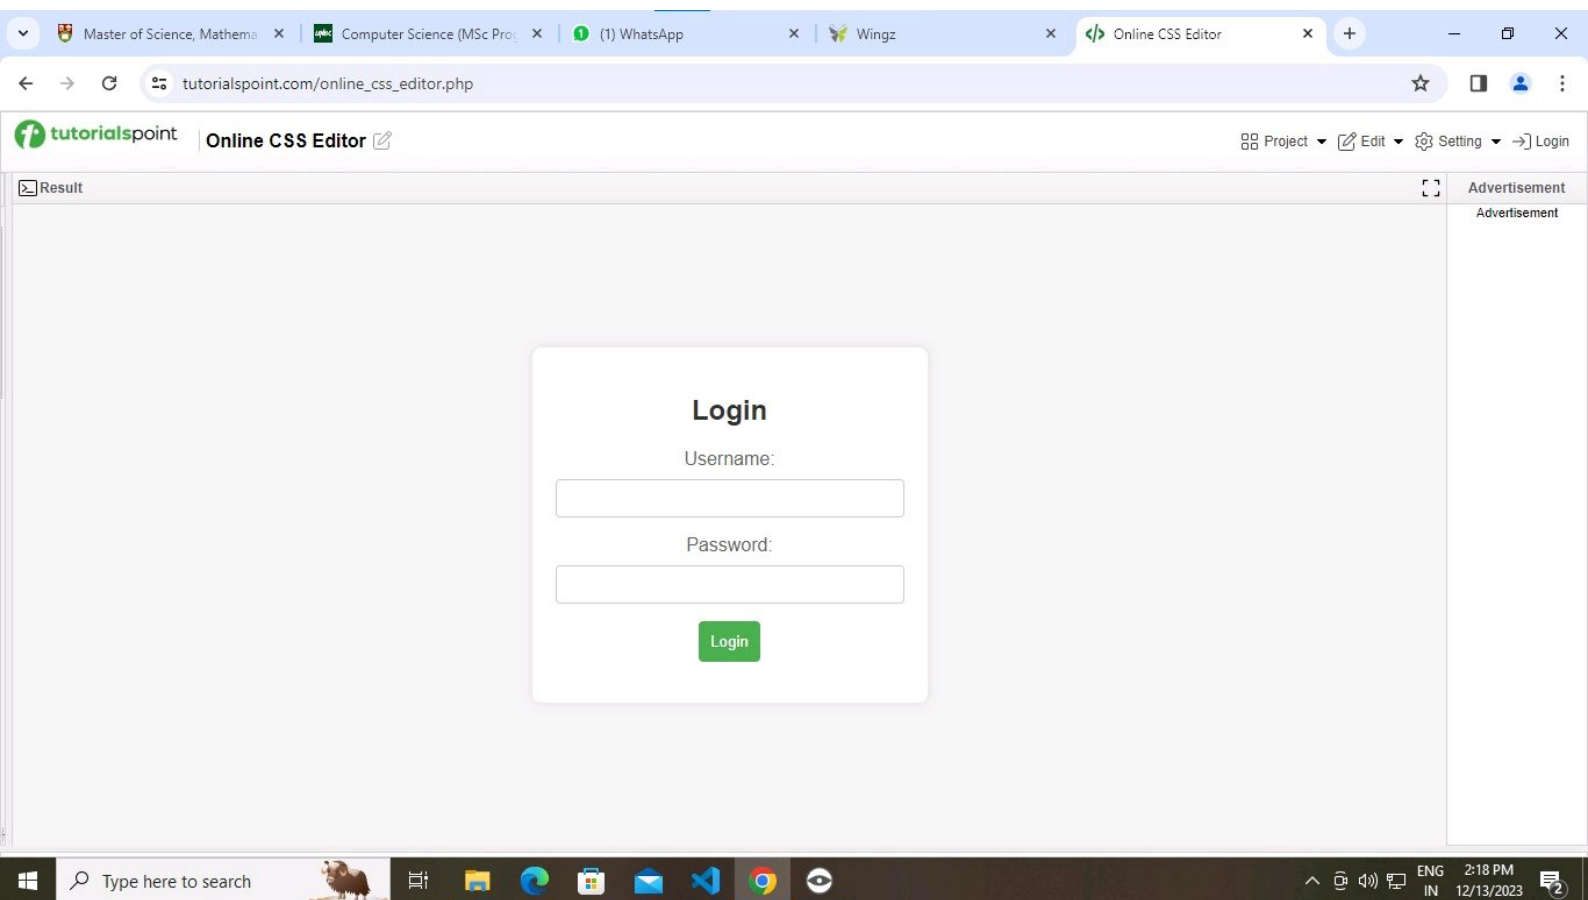 Master of Science, Mathema
Computer Science (MSc Prog
(1) WhatsApp
Wingz
Online CSS Editor
tutorialspoint.com/online_css_editor.php
tutorialspoint
Online CSS Editor
Project
Edit
Setting
Login
Result
Advertisement
Advertisement
Login
Username:
Password:
Login
Type here to search
ENG
IN
2:18 PM
12/13/2023
2